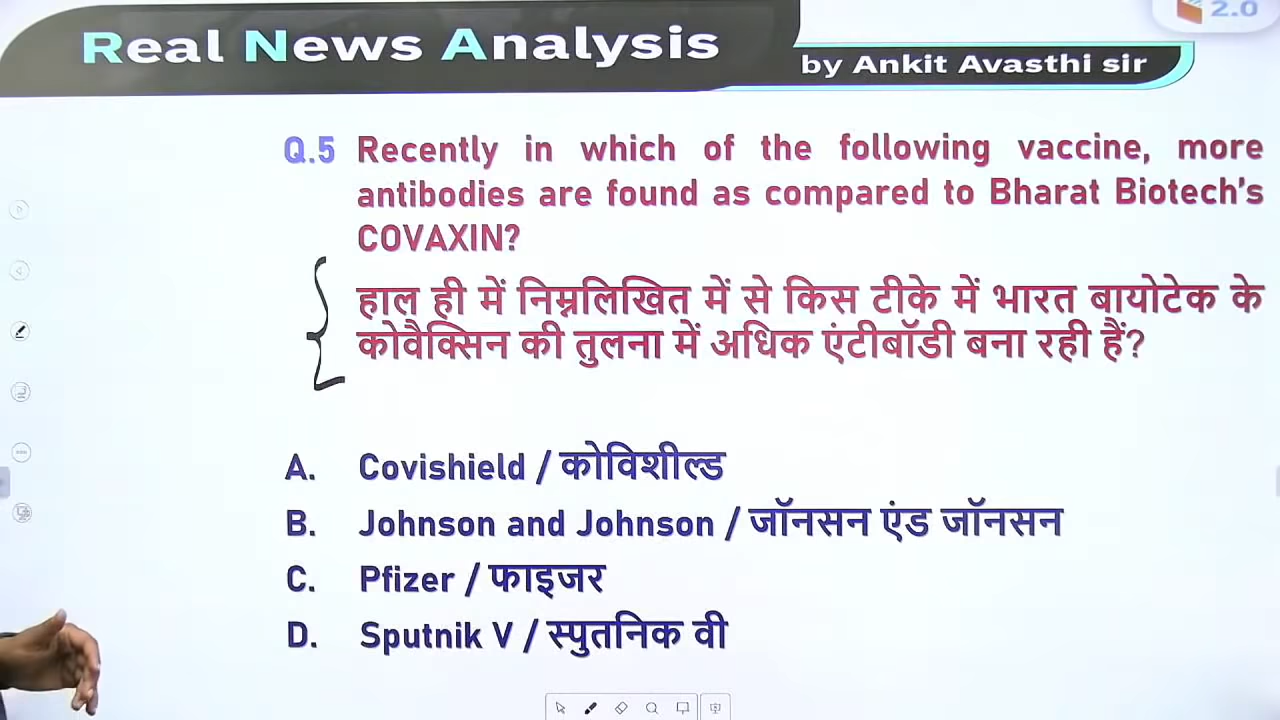 2.0
Real News Analysis
by Ankit Avasthi sir
Q.5 Recently in which of the following vaccine, more
antibodies are found as compared to Bharat Biotech's
COVAXIN?
हाल ही में निम्नलिखित में से किस टीके में भारत बायोटेक के
कोवैक्सिन की तुलना में अधिक एंटीबॉडी बना रही हैं?
A. Covishield / कोविशील्ड
B. Johnson and Johnson / जॉनसन एंड जॉनसन
C. Pfizer / फाइजर
D. Sputnik V / स्पुतनिक वी